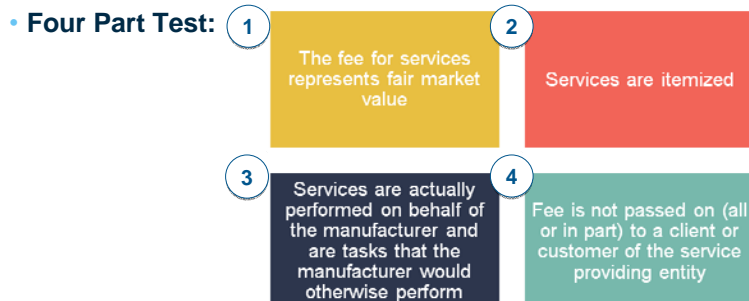 • Four Part Test:
1
The fee for services
represents fair market
value
2
Services are itemized
3
Services are actually
performed on behalf of
the manufacturer and
are tasks that the
manufacturer would
otherwise perform
4
Fee is not passed on (all
or in part) to a client or
customer of the service
providing entity